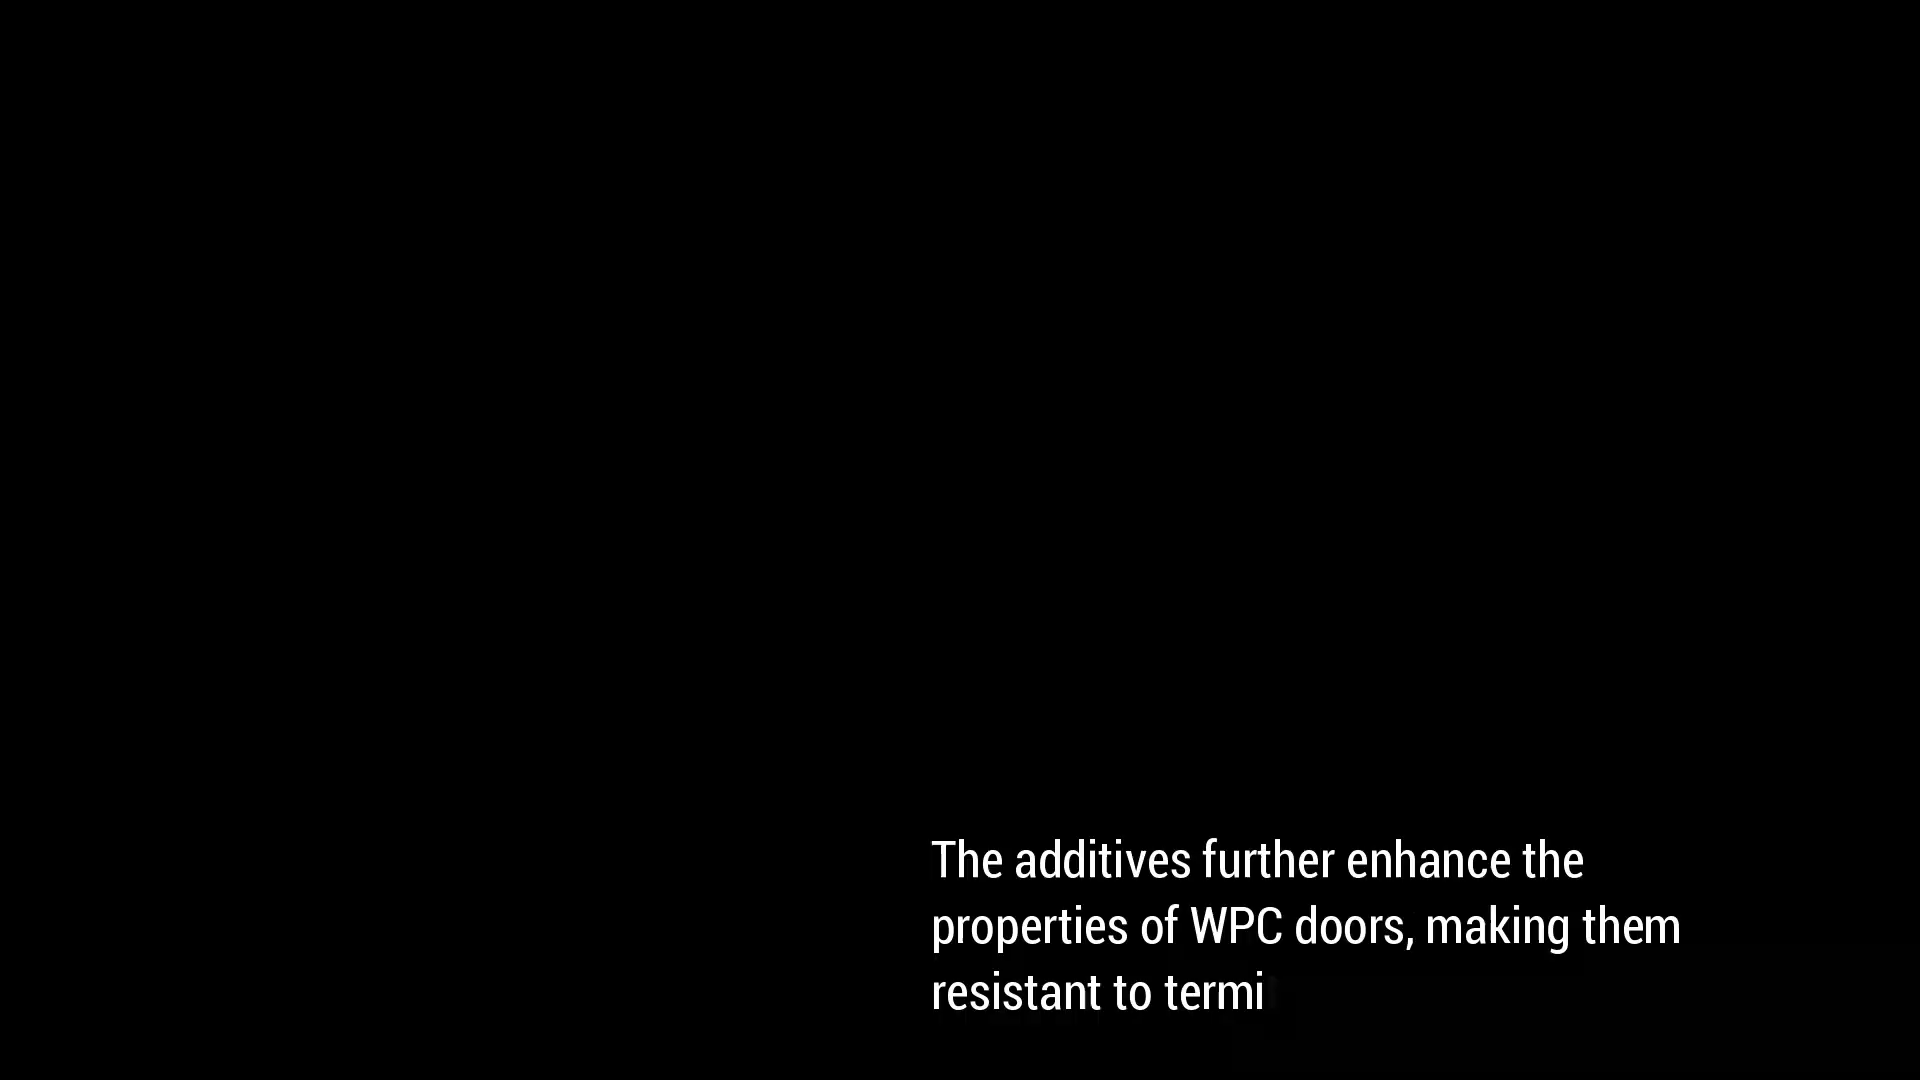 The additives further enhance the
properties of WPC doors, making them
resistant to termi